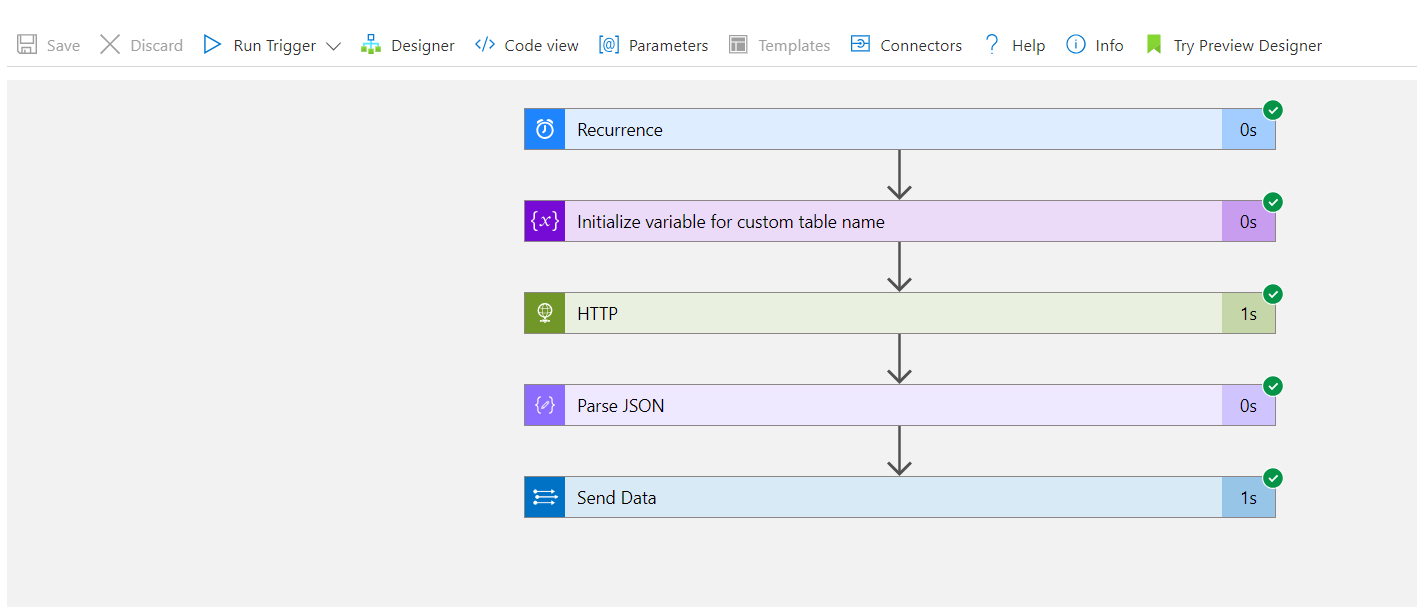 Save Discard Run Trigger Designer Code view Parameters Templates Connectors Help Info Try Preview Designer
Recurrence 0s
{x} Initialize variable for custom table name 0s
HTTP 1s
Parse JSON 0s
Send Data 1s